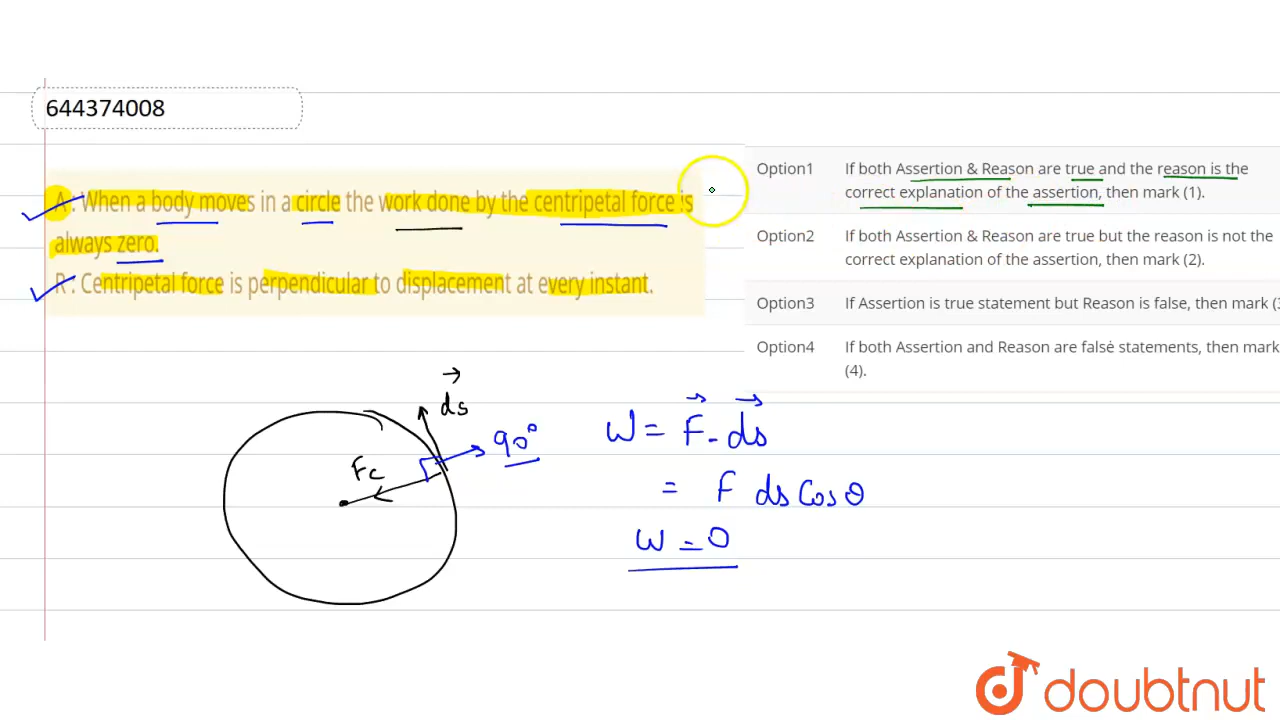 644374008
A : When a body moves in a circle the work done by the centripetal force is
always zero.
R : Centripetal force is perpendicular to displacement at every instant.
Option1 If both Assertion & Reason are true and the reason is the
correct explanation of the assertion, then mark (1).
Option2 If both Assertion & Reason are true but the reason is not the
correct explanation of the assertion, then mark (2).
Option3 If Assertion is true statement but Reason is false, then mark (3
Option4 If both Assertion and Reason are false statements, then mark
(4).
ds
90°
Fc
W = F . ds
= F ds Cos θ
W = 0
doubtnut